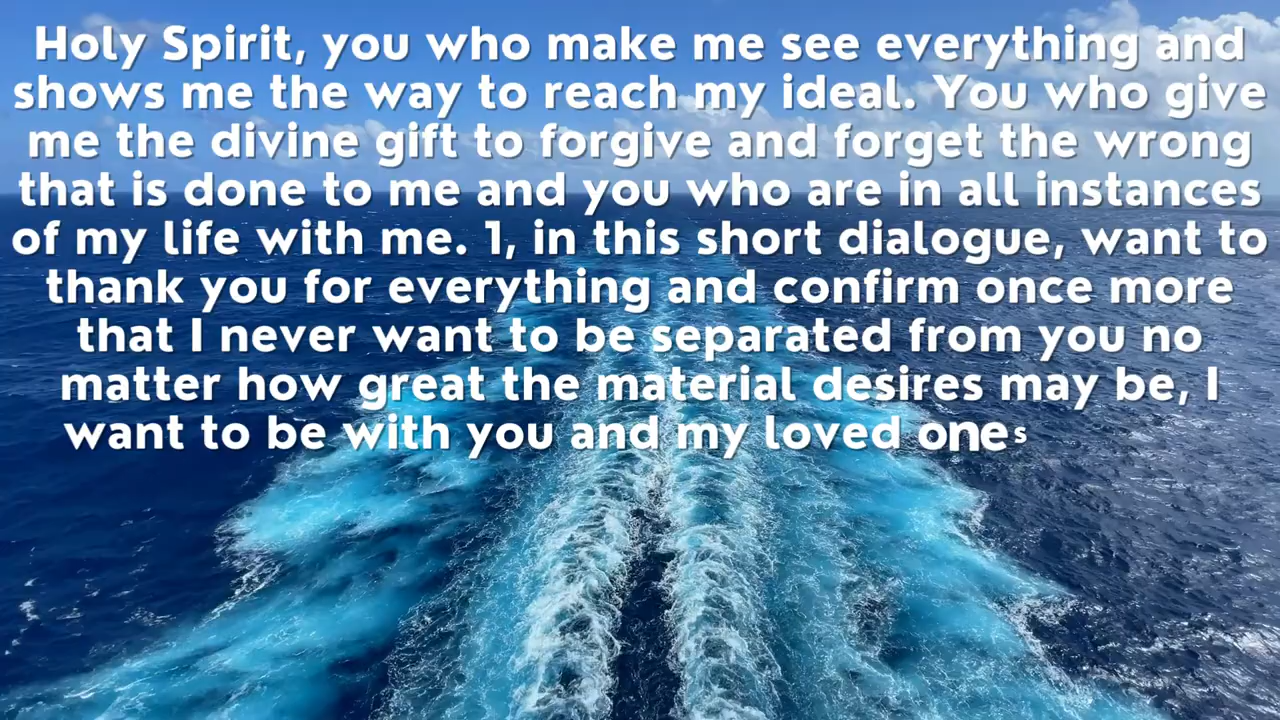 Holy Spirit, you who make me see everything and
shows me the way to reach my ideal. You who give
me the divine gift to forgive and forget the wrong
that is done to me and you who are in all instances
of my life with me. 1, in this short dialogue, want to
thank you for everything and confirm once more
that I never want to be separated from you no
matter how great the material desires may be, I
want to be with you and my loved ones